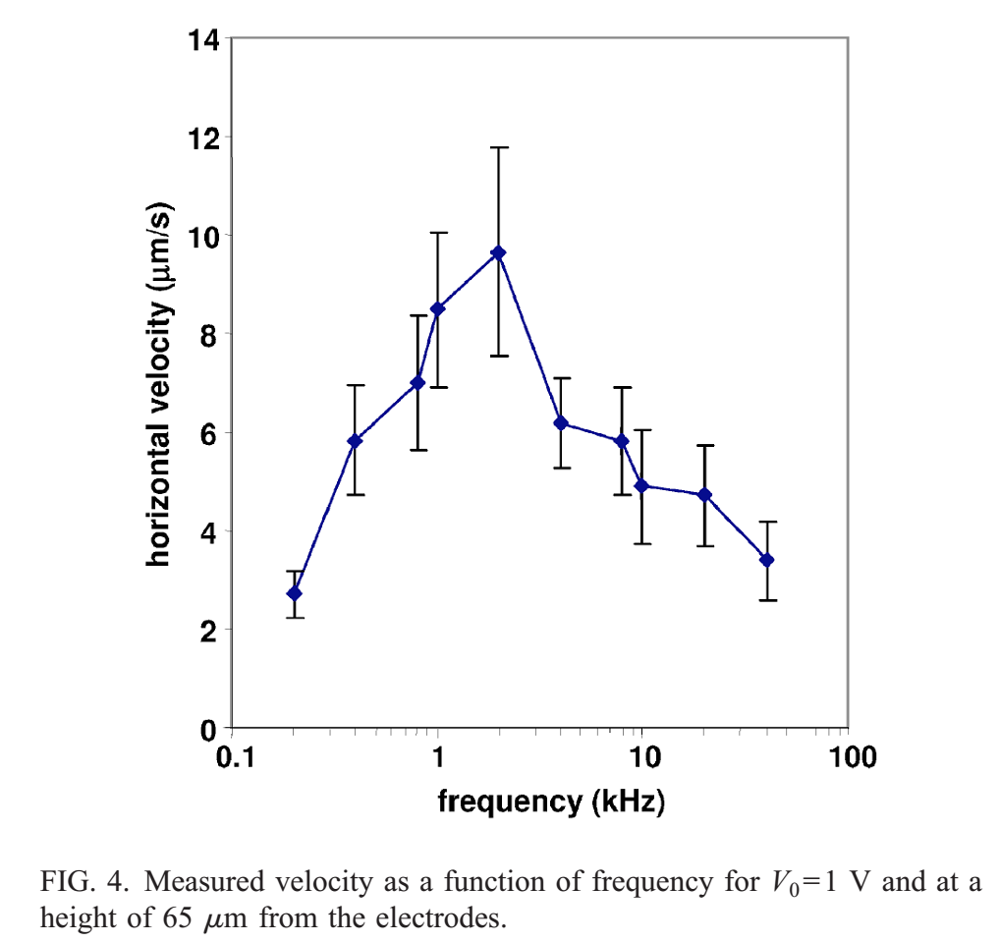 14
12
10
8
6
4
2
0
horizontal velocity (μm/s)
0.1 1 10 100
frequency (kHz)
FIG. 4. Measured velocity as a function of frequency for V₀=1 V and at a
height of 65 μm from the electrodes.